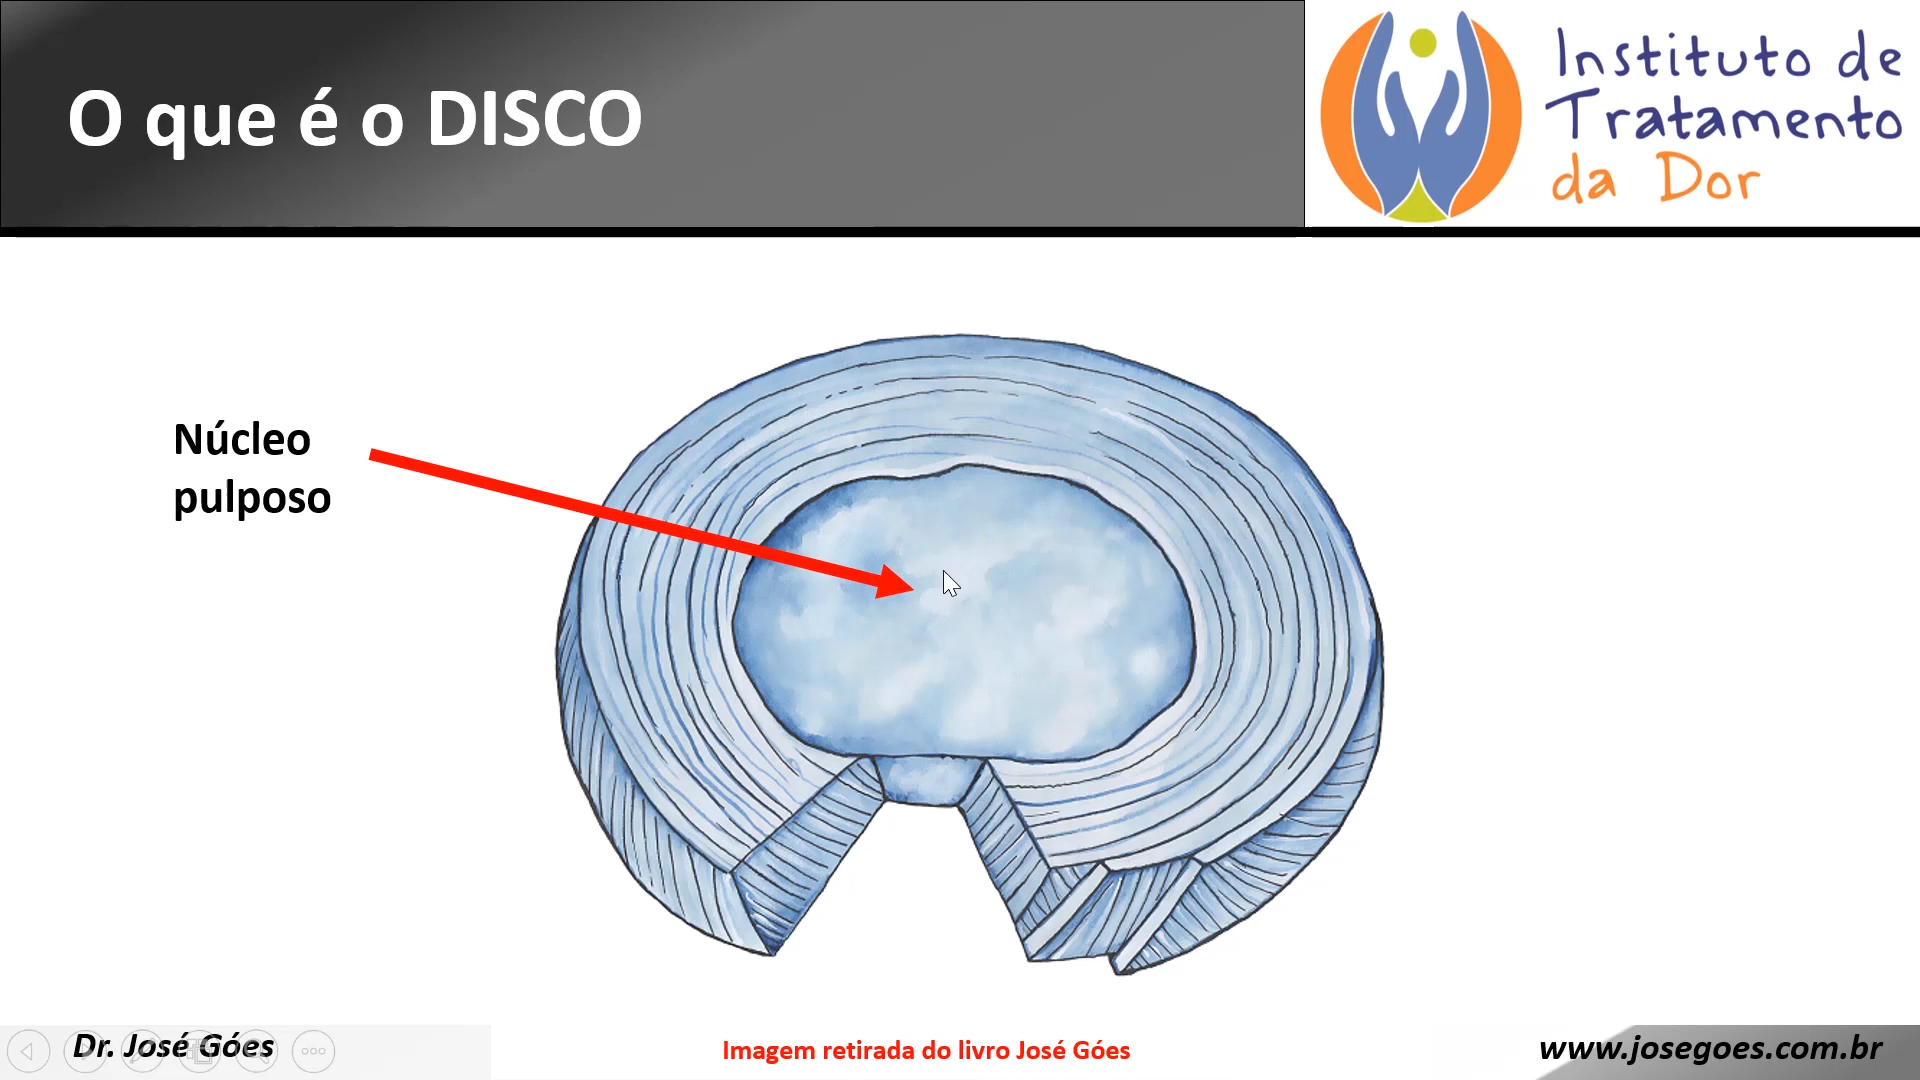 O que é o DISCO
Instituto de
Tratamento
da Dor
Núcleo
pulposo
Dr. José Góes
Imagem retirada do livro José Góes
www.josegoes.com.br